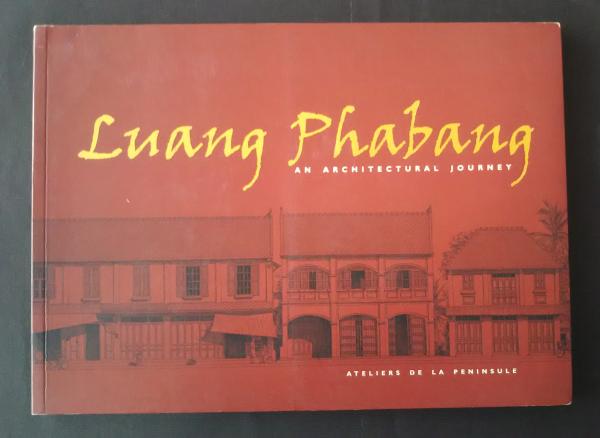 Luang Phabang
AN ARCHITECTURAL JOURNEY
ATELIERS DE LA PENINSULE